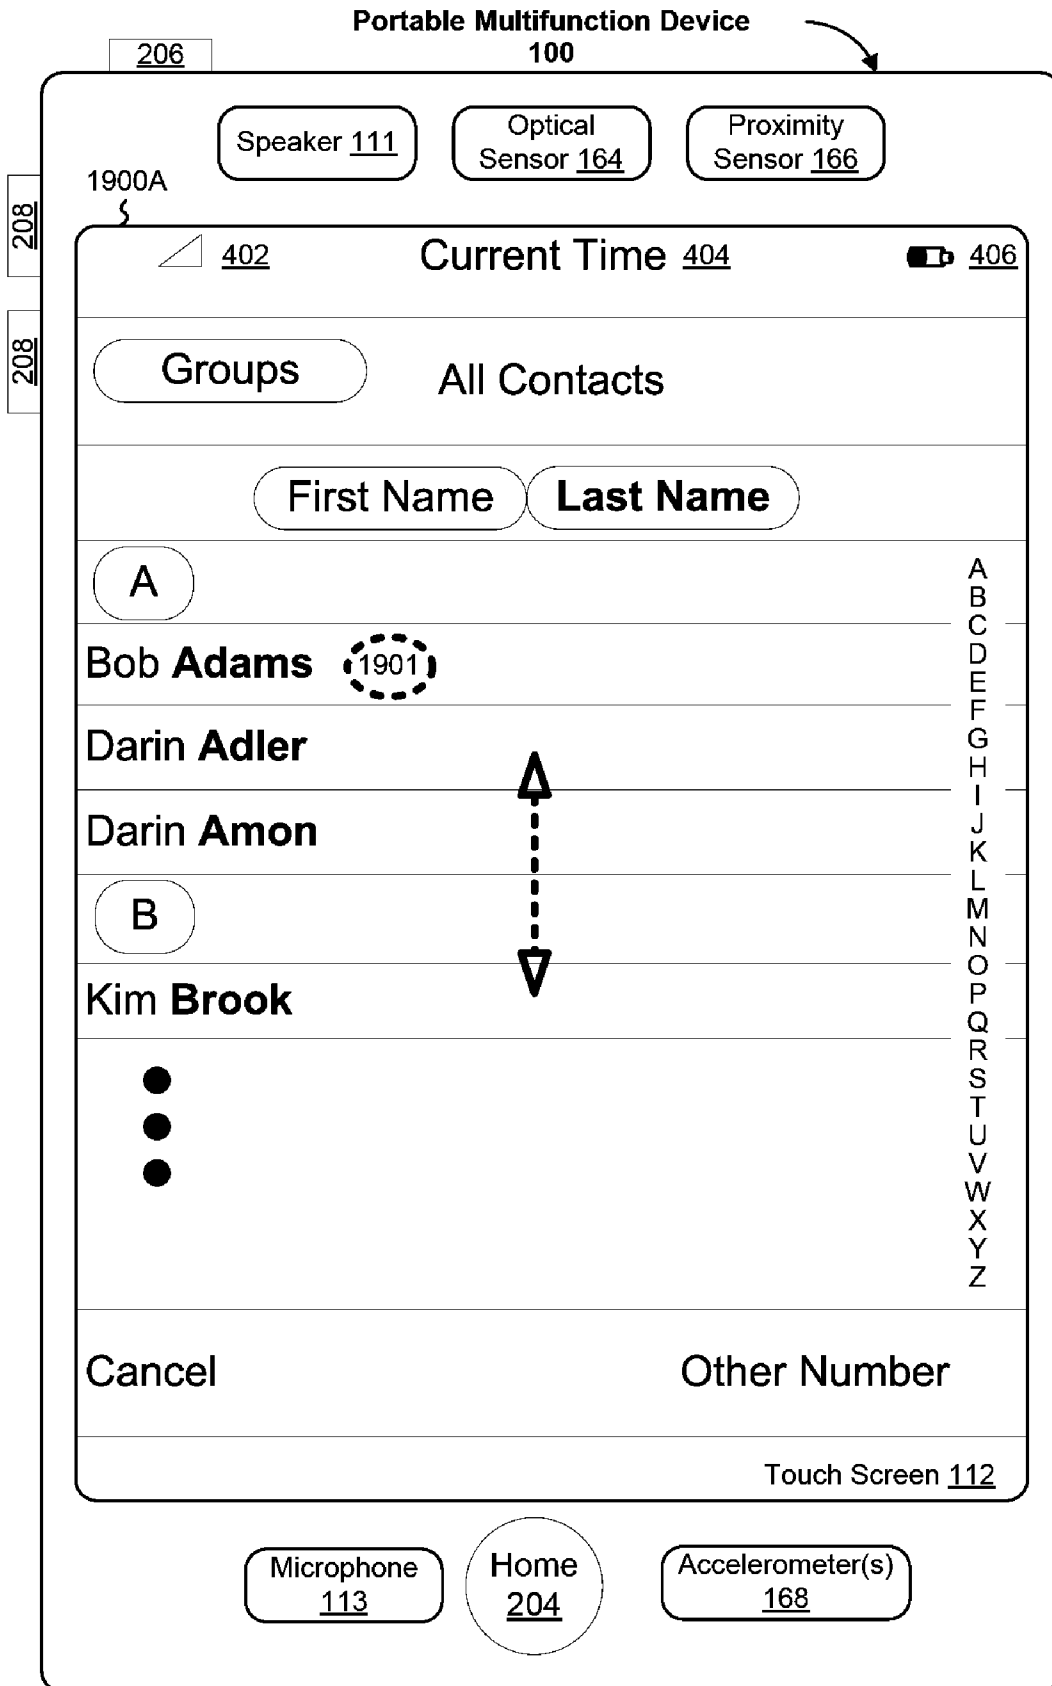 Portable Multifunction Device
100
206
Speaker 111
Optical
Sensor 164
Proximity
Sensor 166
1900A
208
208
402
Current Time 404
406
Groups
All Contacts
First Name
Last Name
A
Bob Adams
1901
Darin Adler
Darin Amon
B
Kim Brook
A
B
C
D
E
F
G
H
I
J
K
L
M
N
O
P
Q
R
S
T
U
V
W
X
Y
Z
Cancel
Other Number
Touch Screen 112
Microphone
113
Home
204
Accelerometer(s)
168